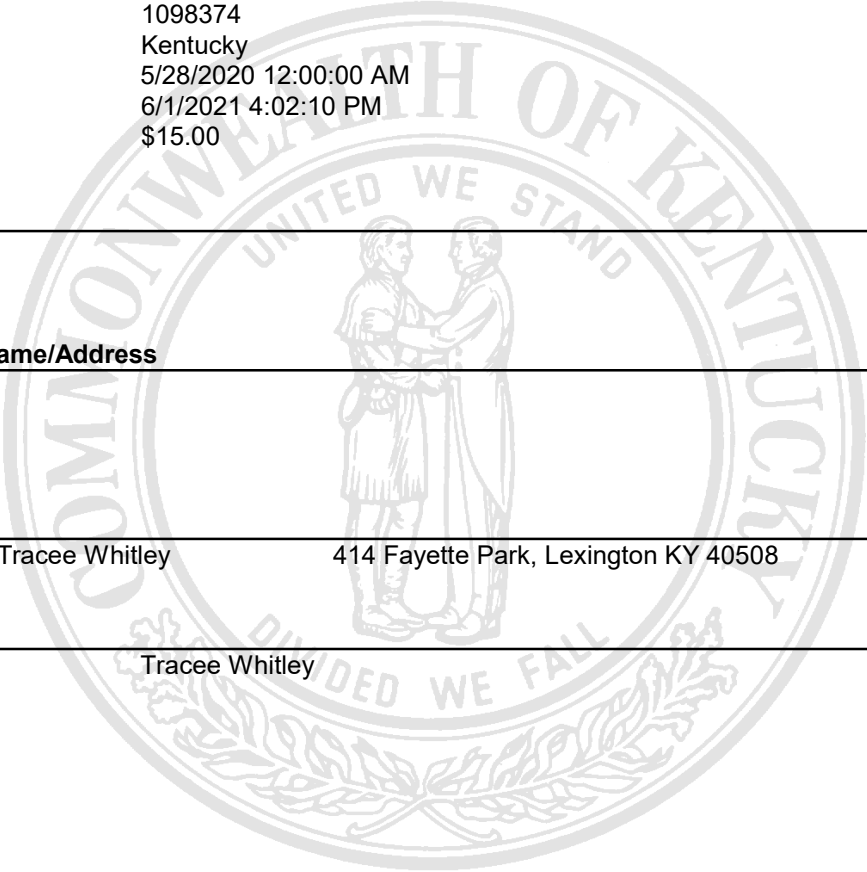 1098374
Kentucky
5/28/2020 12:00:00 AM
6/1/2021 4:02:10 PM
$15.00
COMMONWEALTH OF KENTUCKY
UNITED WE STAND
ame/Address
Tracee Whitley 414 Fayette Park, Lexington KY 40508
Tracee Whitley
DIVIDED WE FALL